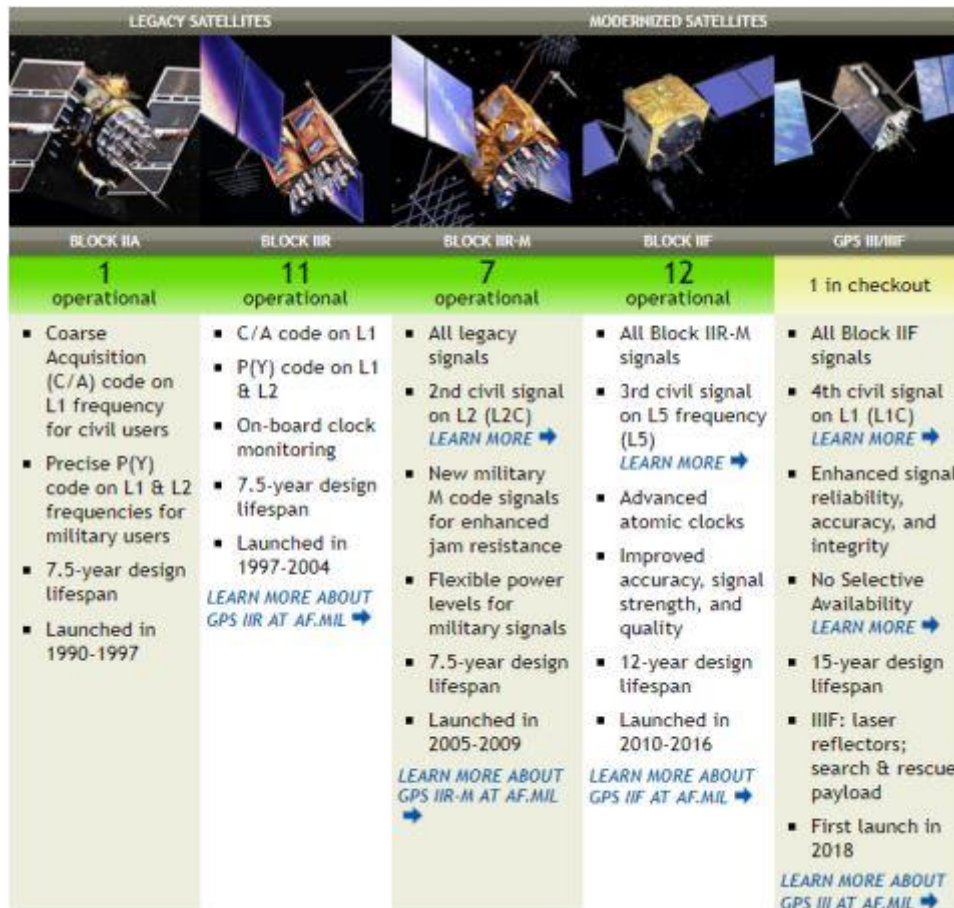 LEGACY SATELLITES
MODERNIZED SATELLITES
BLOCK IIA
BLOCK IIR
BLOCK IIR-M
BLOCK IIF
GPS III/IIIF
1
operational
11
operational
7
operational
12
operational
1 in checkout
▪ Coarse
Acquisition
(C/A) code on
L1 frequency
for civil users
▪ Precise P(Y)
code on L1 & L2
frequencies for
military users
▪ 7.5-year design
lifespan
▪ Launched in
1990-1997
▪ C/A code on L1
▪ P(Y) code on L1
& L2
▪ On-board clock
monitoring
▪ 7.5-year design
lifespan
▪ Launched in
1997-2004
LEARN MORE ABOUT
GPS IIR AT AF.MIL ➡
▪ All legacy
signals
▪ 2nd civil signal
on L2 (L2C)
LEARN MORE ➡
▪ New military
M code signals
for enhanced
jam resistance
▪ Flexible power
levels for
military signals
▪ 7.5-year design
lifespan
▪ Launched in
2005-2009
LEARN MORE ABOUT
GPS IIR-M AT AF.MIL
➡
▪ All Block IIR-M
signals
▪ 3rd civil signal
on L5 frequency
(L5)
LEARN MORE ➡
▪ Advanced
atomic clocks
▪ Improved
accuracy, signal
strength, and
quality
▪ 12-year design
lifespan
▪ Launched in
2010-2016
LEARN MORE ABOUT
GPS IIF AT AF.MIL ➡
▪ All Block IIF
signals
▪ 4th civil signal
on L1 (L1C)
LEARN MORE ➡
▪ Enhanced signal
reliability,
accuracy, and
integrity
▪ No Selective
Availability
LEARN MORE ➡
▪ 15-year design
lifespan
▪ IIIF: laser
reflectors;
search & rescue
payload
▪ First launch in
2018
LEARN MORE ABOUT
GPS III AT AF.MIL ➡